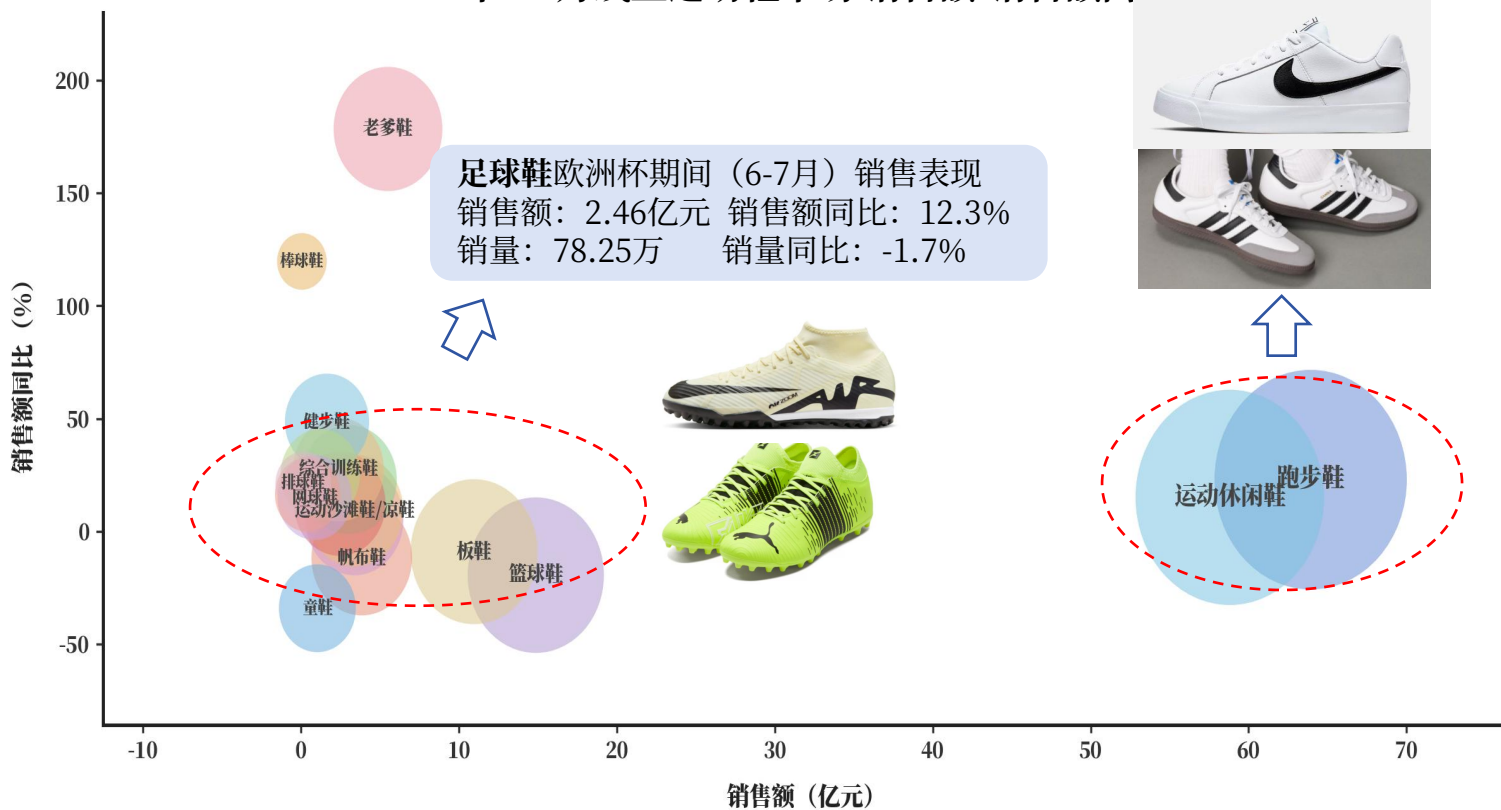 200
150
100
50
0
-50
销售额同比（%）
老爹鞋
棒球鞋
足球鞋欧洲杯期间（6-7月）销售表现
销售额：2.46亿元 销售额同比：12.3%
销量：78.25万 销量同比：-1.7%
健步鞋
综合训练鞋
排球鞋
网球鞋
运动沙滩鞋/凉鞋
帆布鞋
童鞋
板鞋
篮球鞋
运动休闲鞋
跑步鞋
-10 0 10 20 30 40 50 60 70
销售额（亿元）